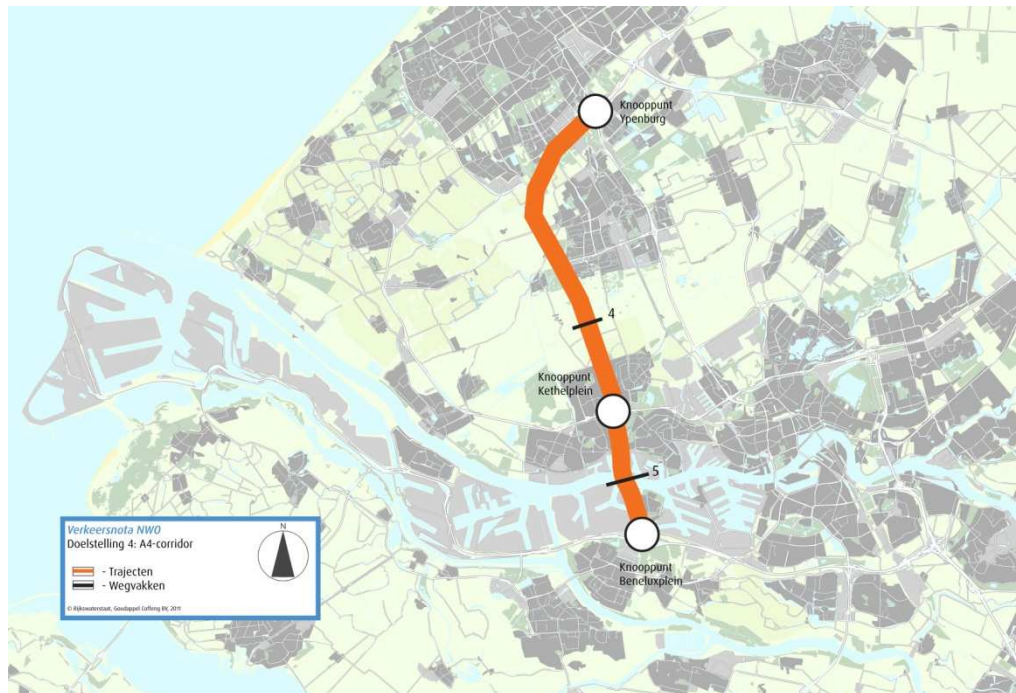 Knooppunt
Ypenburg
4
Knooppunt
Kethelplein
5
Knooppunt
Beneluxplein
Verkeersnota NWO
Doelstelling 4: A4-corridor
N
- Trajecten
- Wegvakken
© Rijkswaterstaat, Goudappel Coffeng BV, 2011